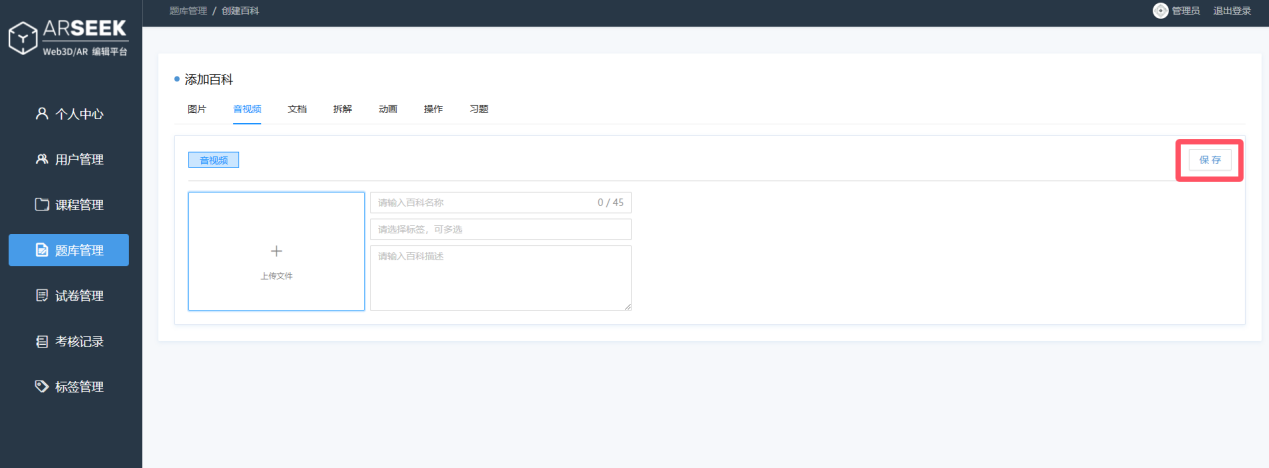 ARSEEK
Web3D/AR 编辑平台
题库管理 / 创建百科
管理员 退出登录
个人中心
用户管理
课程管理
题库管理
试卷管理
考核记录
标签管理
添加百科
图片 音视频 文档 拆解 动画 操作 习题
音视频
保 存
上传文件
请输入百科名称 0 / 45
请选择标签，可多选
请输入百科描述